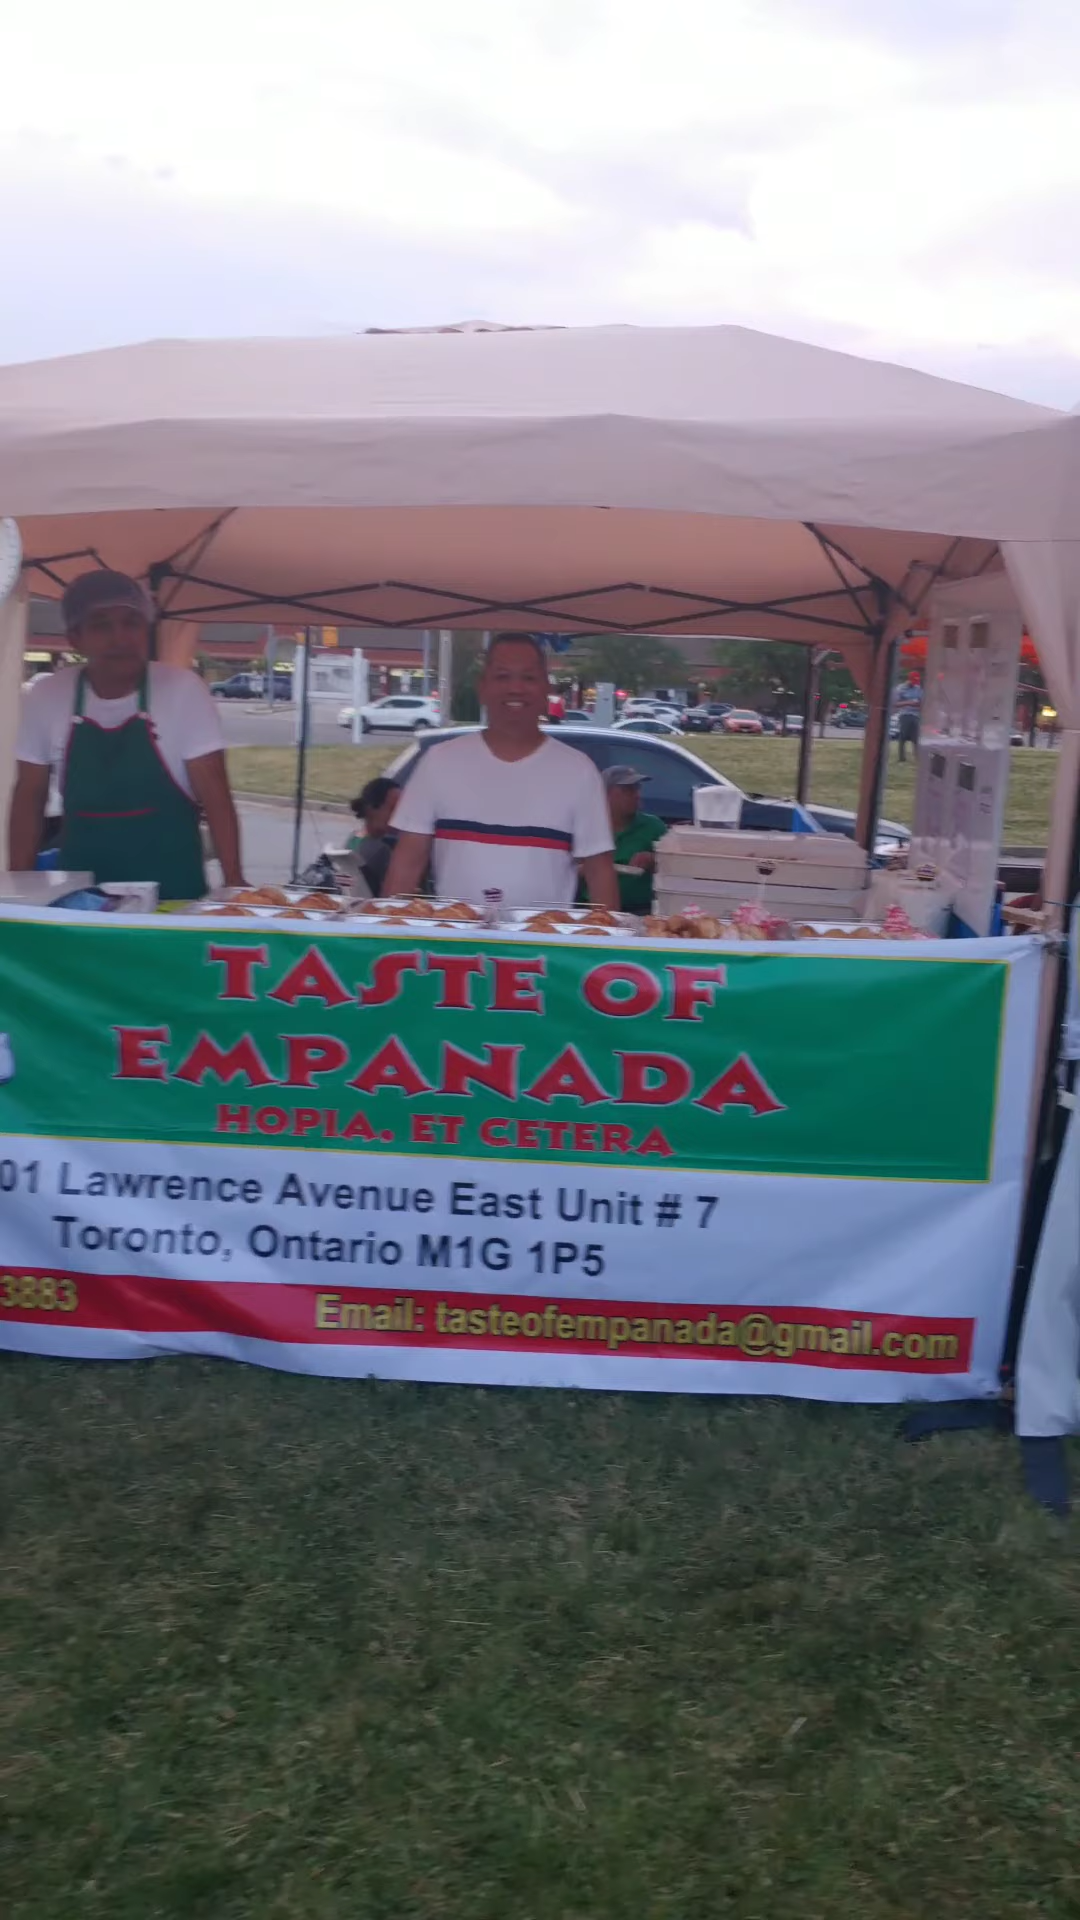 TASTE OF
EMPANADA
HOPIA. ET CETERA
01 Lawrence Avenue East Unit # 7
Toronto, Ontario M1G 1P5
3883
Email: tasteofempanada@gmail.com